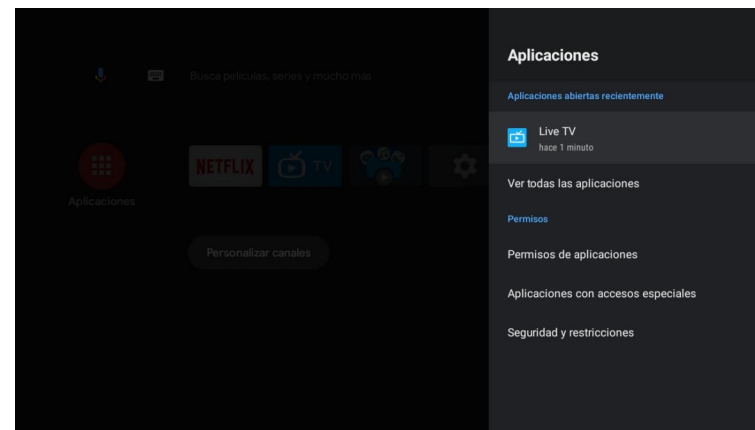 Busca películas, series y mucho más
NETFLIX
TV
Aplicaciones
Personalizar canales
Aplicaciones
Aplicaciones abiertas recientemente
Live TV
hace 1 minuto
Ver todas las aplicaciones
Permisos
Permisos de aplicaciones
Aplicaciones con accesos especiales
Seguridad y restricciones